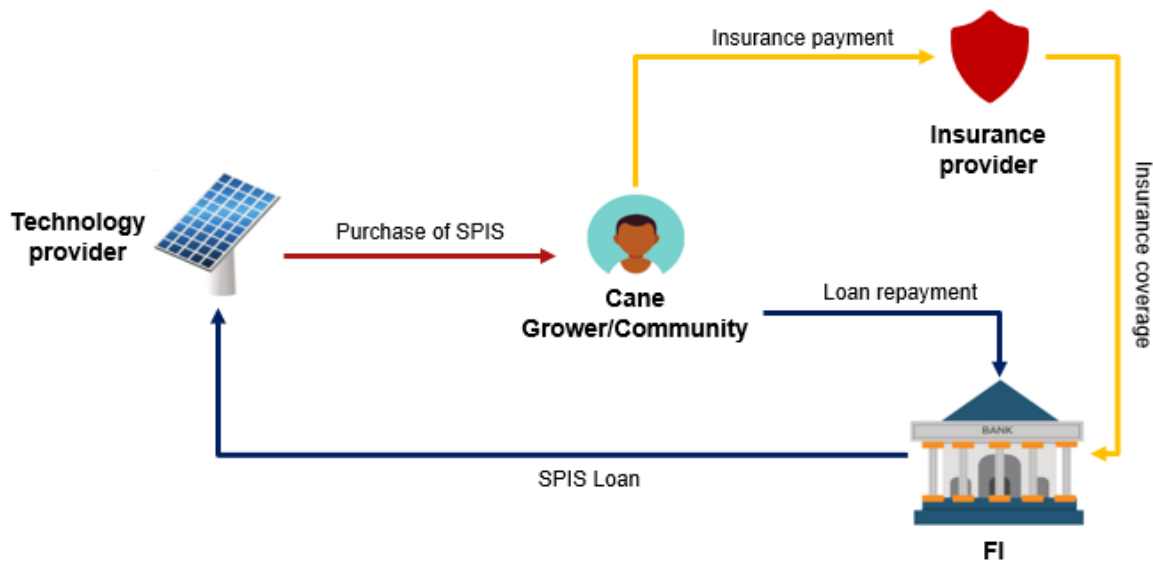 Insurance payment
Insurance
provider
Insurance coverage
Technology
provider
Purchase of SPIS
Cane
Grower/Community
Loan repayment
BANK
SPIS Loan
FI